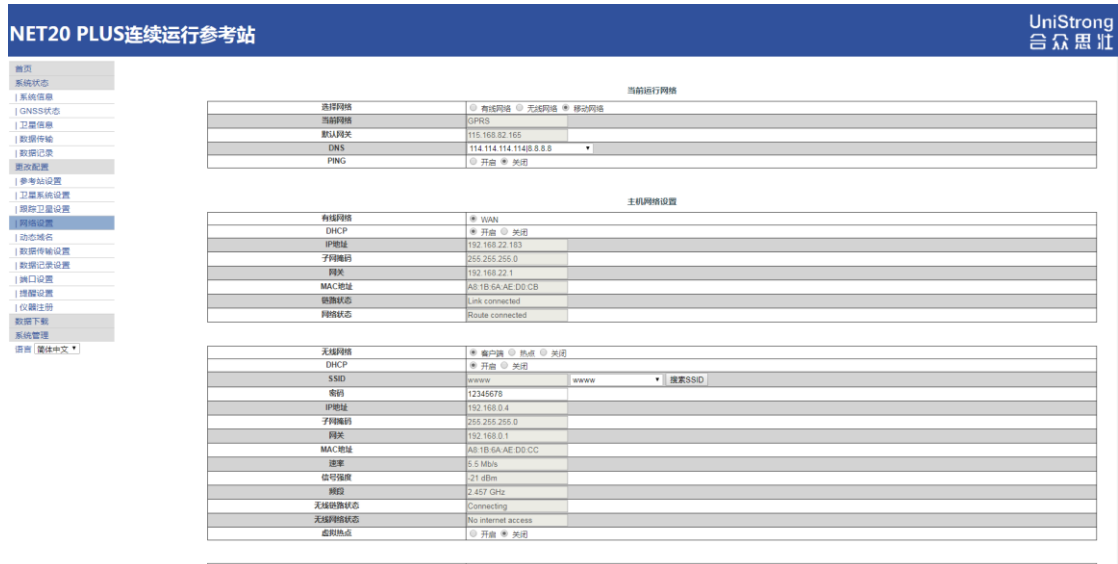 NET20 PLUS连续运行参考站
UniStrong
合众思壮
首页
系统状态
| 系统信息
| GNSS状态
| 卫星信息
| 数据传输
| 数据记录
更改配置
| 参考站设置
| 卫星系统设置
| 跟踪卫星设置
| 网络设置
| 动态域名
| 数据传输设置
| 数据记录设置
| 端口设置
| 提醒设置
| 仪器注册
数据下载
系统管理
语言 简体中文
当前运行网络
选择网络 有线网络 无线网络 移动网络
当前网络 GPRS
默认网关 115.168.82.165
DNS 114.114.114.114|8.8.8.8
PING 开启 关闭
主机网络设置
有线网络 WAN
DHCP 开启 关闭
IP地址 192.168.22.183
子网掩码 255.255.255.0
网关 192.168.22.1
MAC地址 A8:1B:6A:AE:D0:CB
链路状态 Link connected
网络状态 Route connected
无线网络 客户端 热点 关闭
DHCP 开启 关闭
SSID wwww wwww 搜索SSID
密码 12345678
IP地址 192.168.0.4
子网掩码 255.255.255.0
网关 192.168.0.1
MAC地址 A8:1B:6A:AE:D0:CC
速率 5.5 Mb/s
信号强度 -21 dBm
频段 2.457 GHz
无线链路状态 Connecting
无线网络状态 No internet access
虚拟热点 开启 关闭